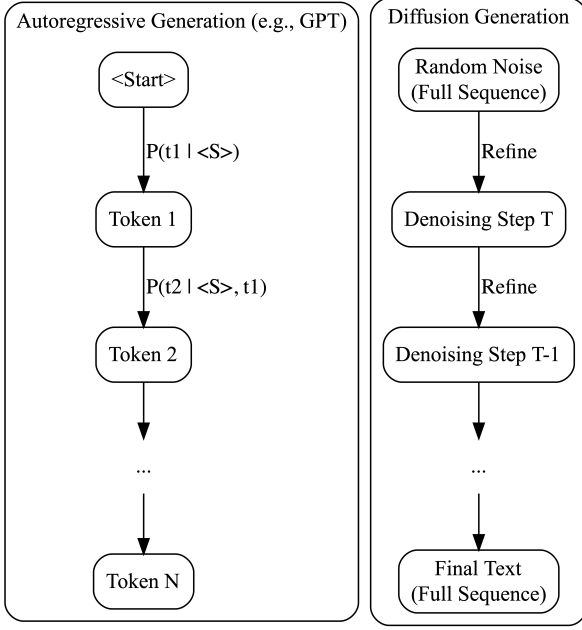 Autoregressive Generation (e.g., GPT)
<Start>
P(t1 | <S>)
Token 1
P(t2 | <S>, t1)
Token 2
...
Token N
Diffusion Generation
Random Noise
(Full Sequence)
Refine
Denoising Step T
Refine
Denoising Step T-1
...
Final Text
(Full Sequence)